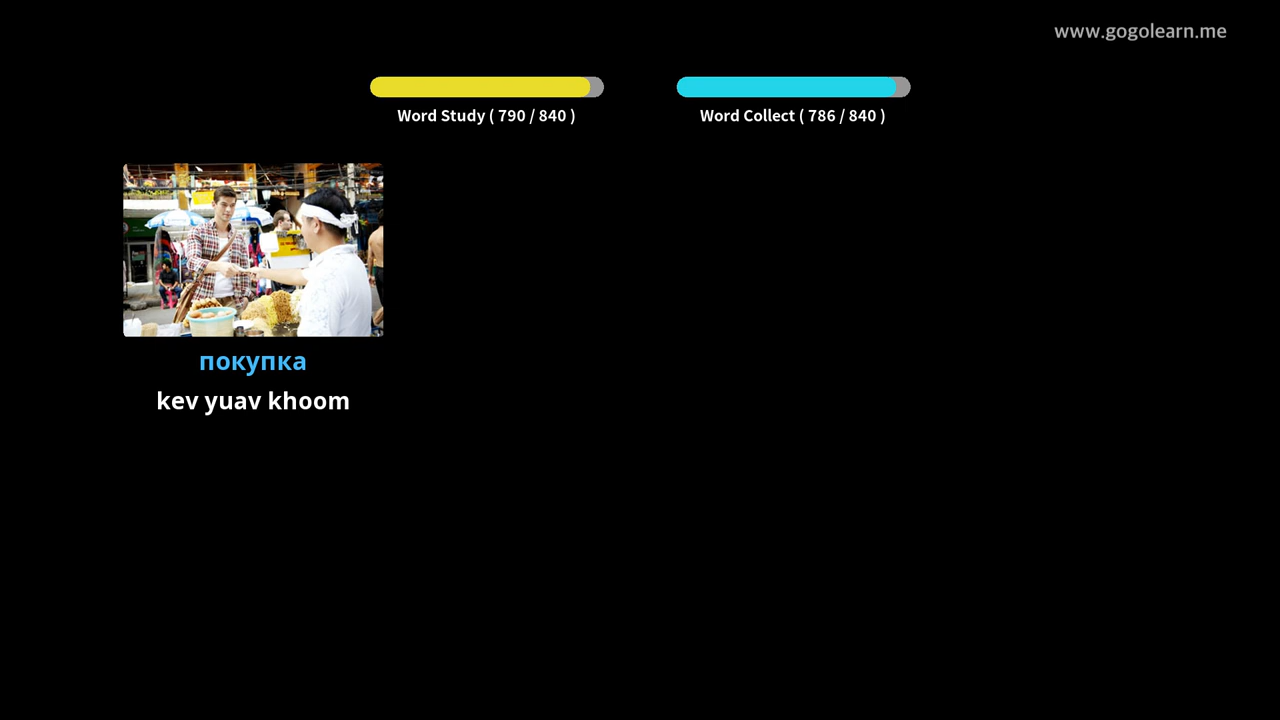 www.gogolearn.me
Word Study ( 790 / 840 )
Word Collect ( 786 / 840 )
покупка
kev yuav khoom